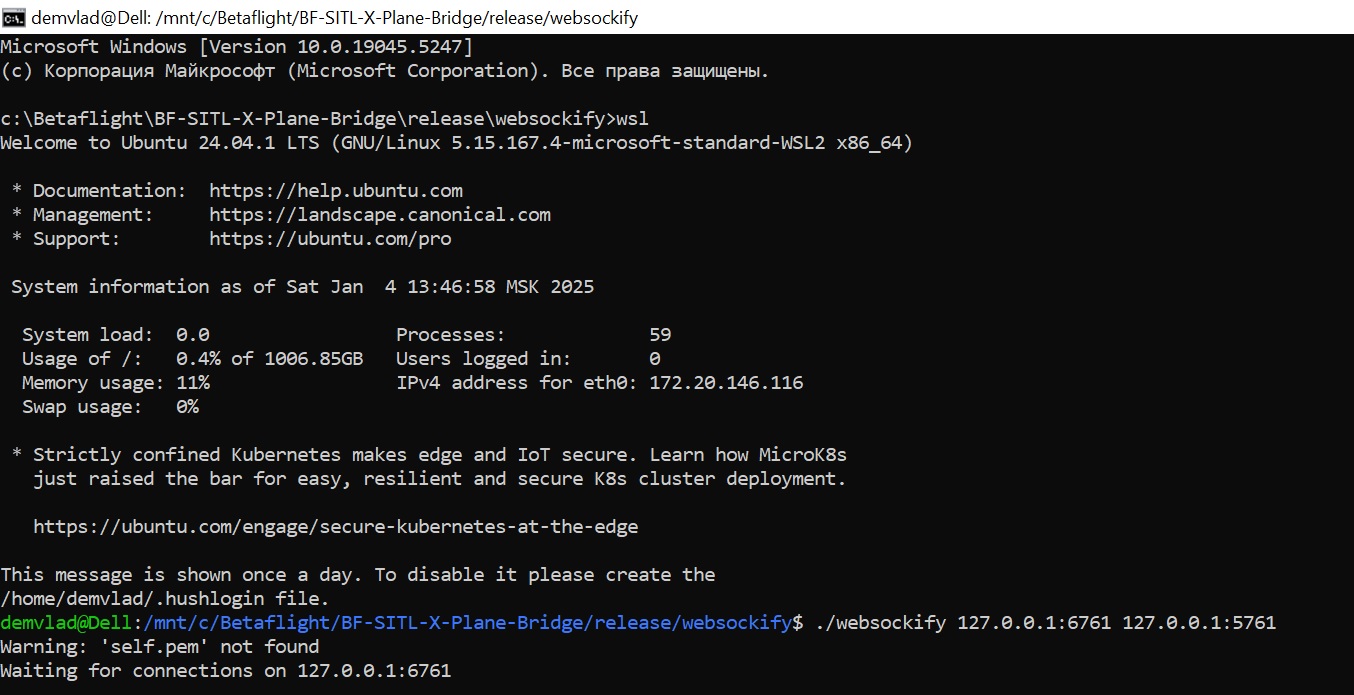 demvlad@Dell: /mnt/c/Betaflight/BF-SITL-X-Plane-Bridge/release/websockify
Microsoft Windows [Version 10.0.19045.5247]
(c) Корпорация Майкрософт (Microsoft Corporation). Все права защищены.
c:\Betaflight\BF-SITL-X-Plane-Bridge\release\websockify>wsl
Welcome to Ubuntu 24.04.1 LTS (GNU/Linux 5.15.167.4-microsoft-standard-WSL2 x86_64)
* Documentation:  https://help.ubuntu.com
* Management:     https://landscape.canonical.com
* Support:        https://ubuntu.com/pro
System information as of Sat Jan  4 13:46:58 MSK 2025
System load:  0.0                 Processes:             59
Usage of /:   0.4% of 1006.85GB   Users logged in:       0
Memory usage: 11%                 IPv4 address for eth0: 172.20.146.116
Swap usage:   0%
* Strictly confined Kubernetes makes edge and IoT secure. Learn how MicroK8s
just raised the bar for easy, resilient and secure K8s cluster deployment.
https://ubuntu.com/engage/secure-kubernetes-at-the-edge
This message is shown once a day. To disable it please create the
/home/demvlad/.hushlogin file.
demvlad@Dell:/mnt/c/Betaflight/BF-SITL-X-Plane-Bridge/release/websockify$ ./websockify 127.0.0.1:6761 127.0.0.1:5761
Warning: 'self.pem' not found
Waiting for connections on 127.0.0.1:6761